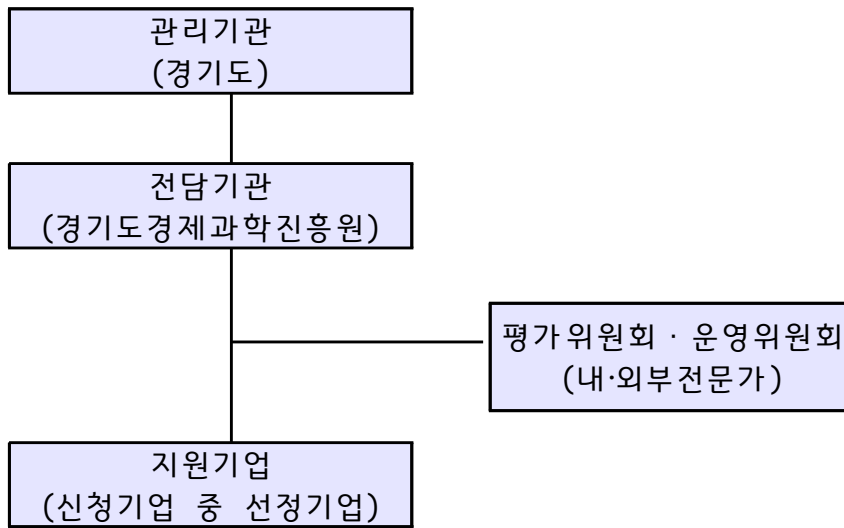 관리기관
(경기도)
전담기관
(경기도경제과학진흥원)
평가위원회 · 운영위원회
(내·외부전문가)
지원기업
(신청기업 중 선정기업)